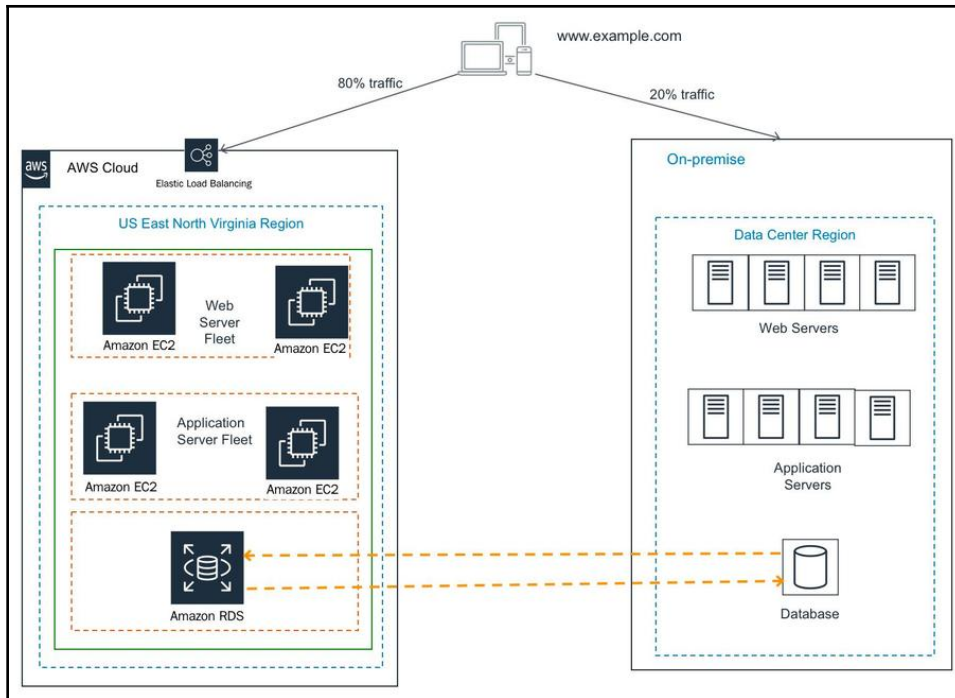 www.example.com
80% traffic
20% traffic
aws
AWS Cloud
Elastic Load Balancing
US East North Virginia Region
Amazon EC2
Web
Server
Fleet
Amazon EC2
Amazon EC2
Application
Server Fleet
Amazon EC2
Amazon RDS
On-premise
Data Center Region
Web Servers
Application
Servers
Database